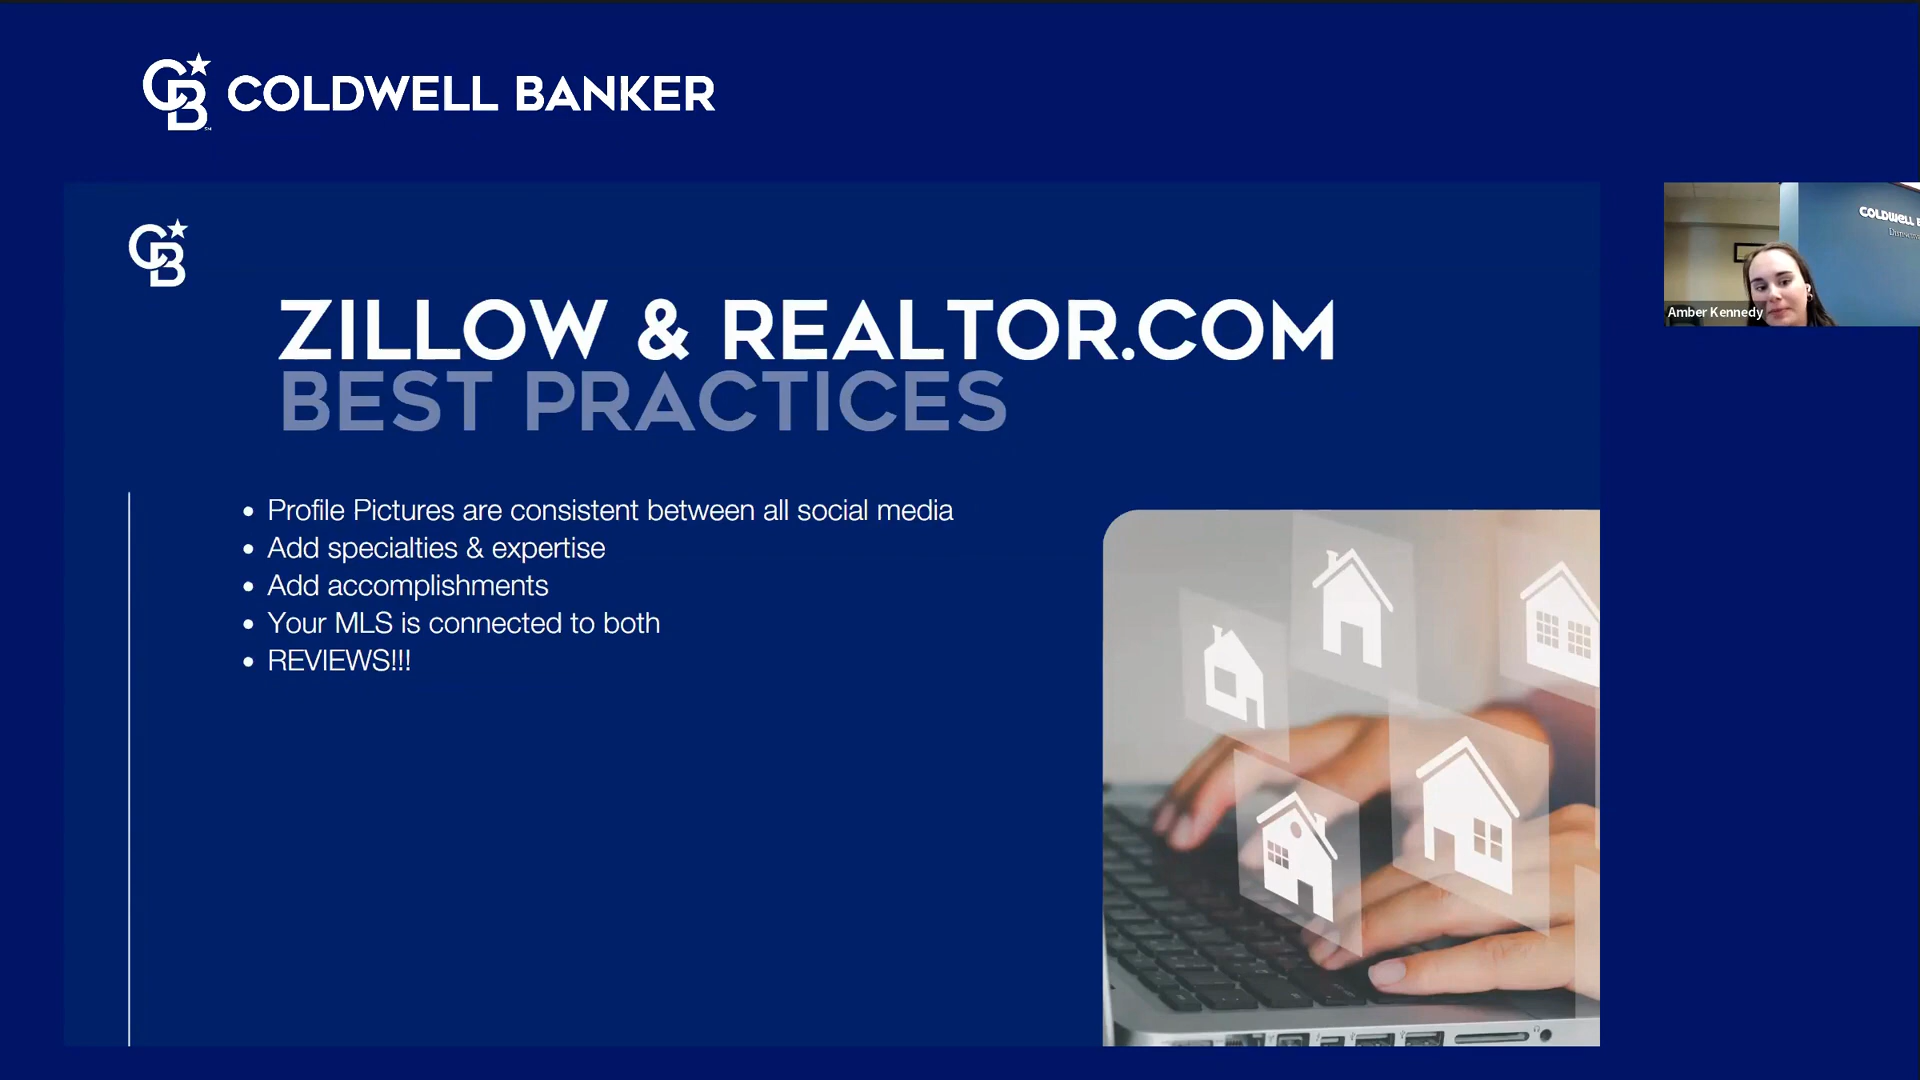 COLDWELL BANKER
ZILLOW & REALTOR.COM
BEST PRACTICES
• Profile Pictures are consistent between all social media
• Add specialties & expertise
• Add accomplishments
• Your MLS is connected to both
• REVIEWS!!!
COLDWELL B
Amber Kennedy